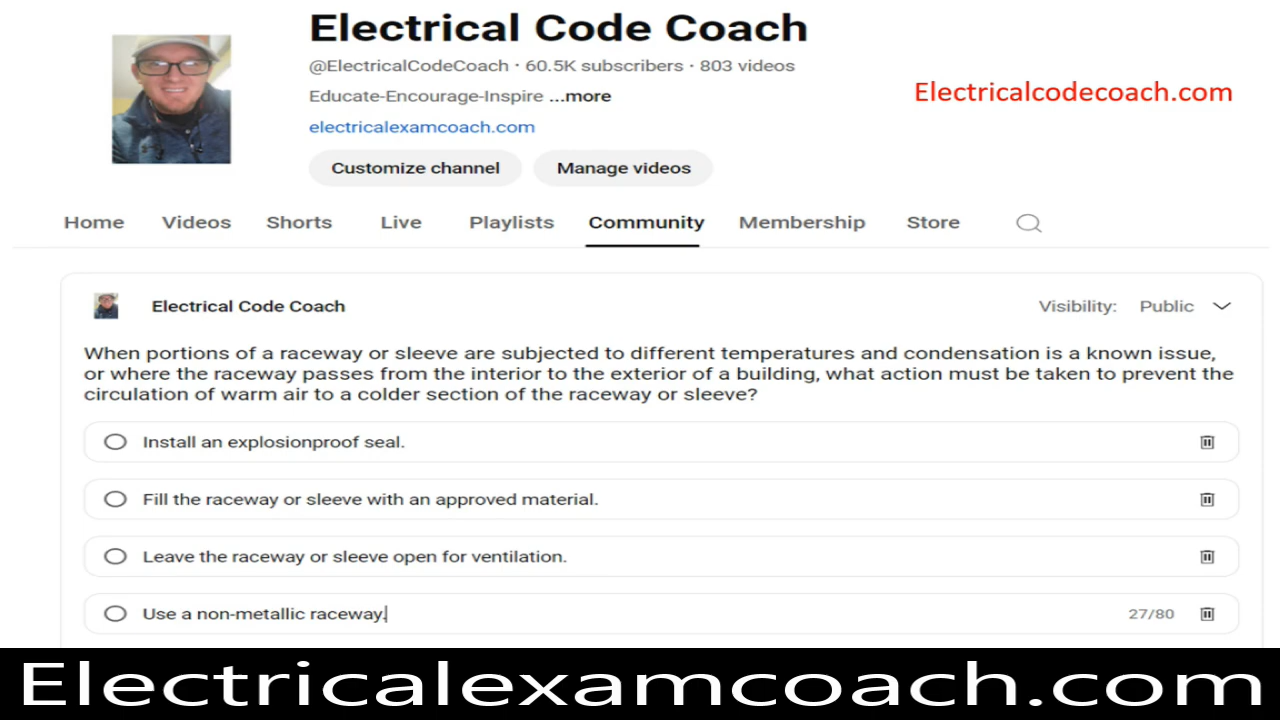 Electrical Code Coach
@ElectricalCodeCoach · 60.5K subscribers · 803 videos
Electricalcodecoach.com
Educate-Encourage-Inspire ...more
electricalexamcoach.com
Customize channel Manage videos
Home Videos Shorts Live Playlists Community Membership Store
Electrical Code Coach Visibility: Public
When portions of a raceway or sleeve are subjected to different temperatures and condensation is a known issue,
or where the raceway passes from the interior to the exterior of a building, what action must be taken to prevent the
circulation of warm air to a colder section of the raceway or sleeve?
Install an explosionproof seal.
Fill the raceway or sleeve with an approved material.
Leave the raceway or sleeve open for ventilation.
Use a non-metallic raceway. 27/80
Electricalexamcoach.com